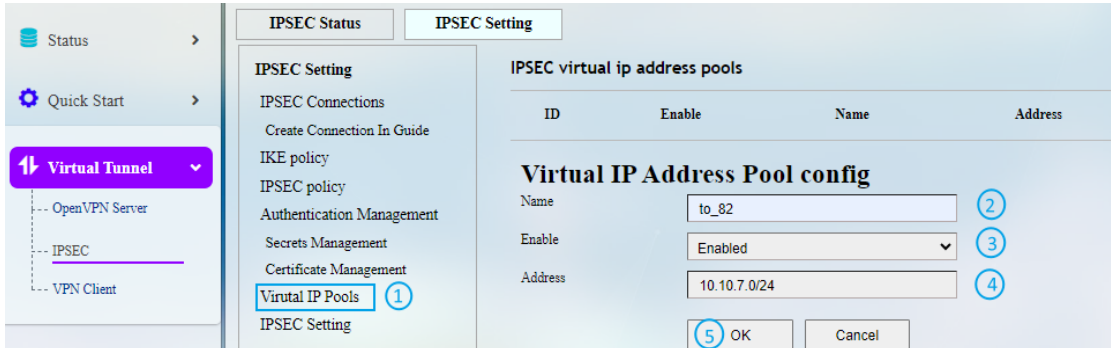 Status
Quick Start
Virtual Tunnel
OpenVPN Server
IPSEC
VPN Client
IPSEC Status
IPSEC Setting
IPSEC Setting
IPSEC Connections
Create Connection In Guide
IKE policy
IPSEC policy
Authentication Management
Secrets Management
Certificate Management
Virutal IP Pools 1
IPSEC Setting
IPSEC virtual ip address pools
ID Enable Name Address
Virtual IP Address Pool config
Name to_82 2
Enable Enabled 3
Address 10.10.7.0/24 4
5 OK Cancel